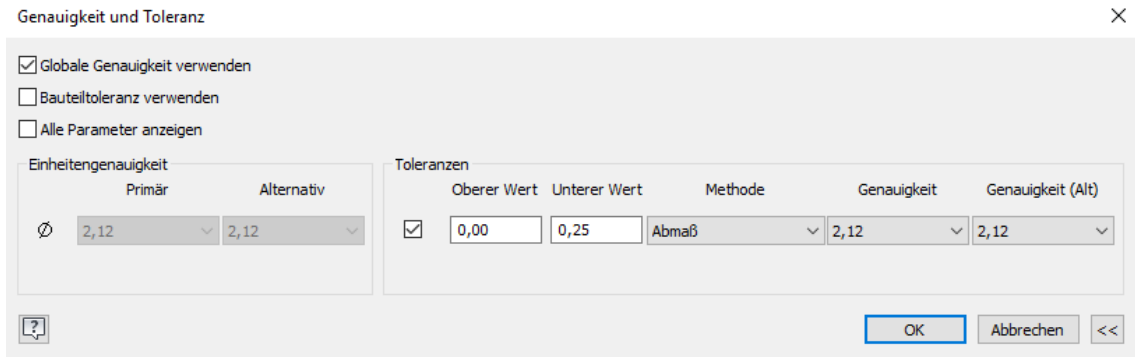 Genauigkeit und Toleranz
Globale Genauigkeit verwenden
Bauteiltoleranz verwenden
Alle Parameter anzeigen
Einheitengenauigkeit
Primär Alternativ
Ø 2,12 2,12
Toleranzen
Oberer Wert Unterer Wert Methode Genauigkeit Genauigkeit (Alt)
0,00 0,25 Abmaß 2,12 2,12
? OK Abbrechen <<